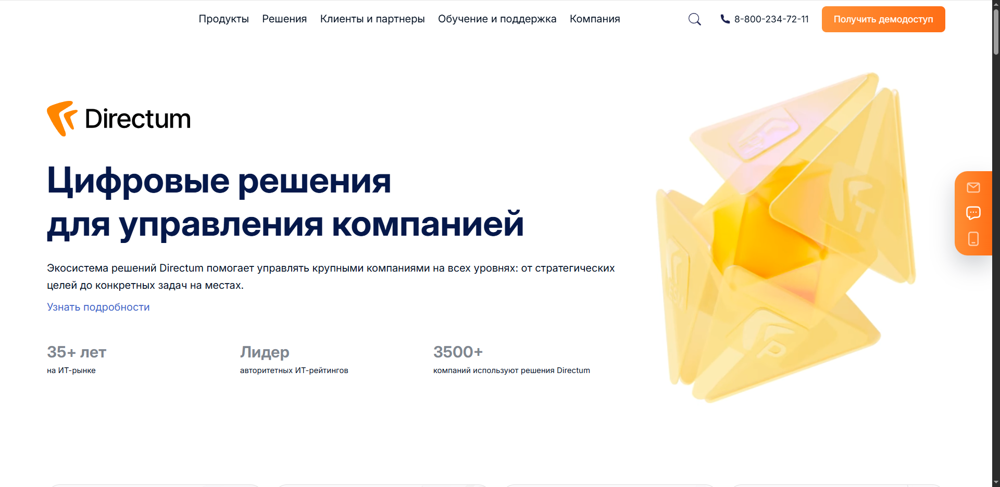 Продукты Решения Клиенты и партнеры Обучение и поддержка Компания 8-800-234-72-11 Получить демодоступ
Directum
Цифровые решения
для управления компанией
Экосистема решений Directum помогает управлять крупными компаниями на всех уровнях: от стратегических
целей до конкретных задач на местах.
Узнать подробности
35+ лет
на ИТ-рынке
Лидер
авторитетных ИТ-рейтингов
3500+
компаний используют решения Directum
T
P